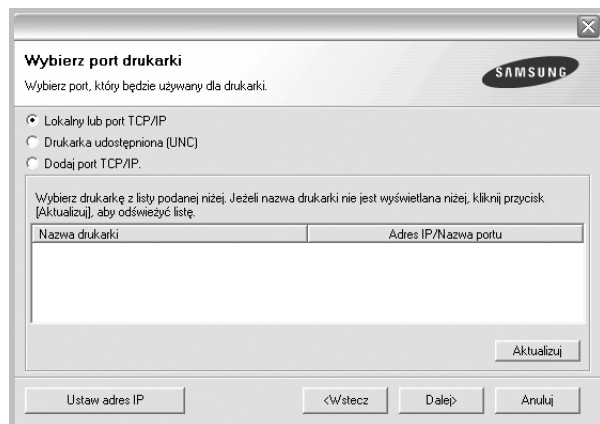 Wybierz port drukarki
Wybierz port, który będzie używany dla drukarki.
SAMSUNG
Lokalny lub port TCP/IP
Drukarka udostępniona (UNC)
Dodaj port TCP/IP.
Wybierz drukarkę z listy podanej niżej. Jeżeli nazwa drukarki nie jest wyświetlana niżej, kliknij przycisk
[Aktualizuj], aby odświeżyć listę.
Nazwa drukarki Adres IP/Nazwa portu
Aktualizuj
Ustaw adres IP <Wstecz Dalej> Anuluj